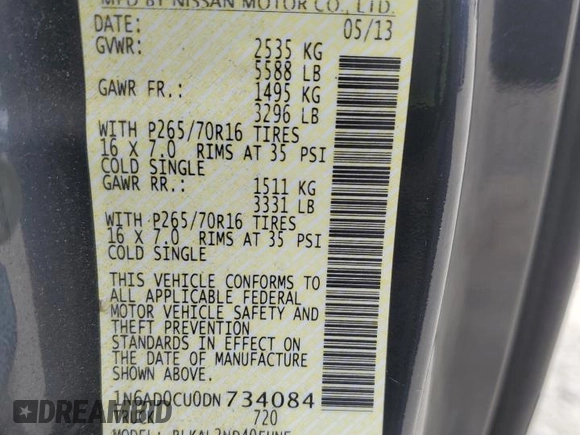 MFD BY NISSAN MOTOR CO., LTD.
DATE: 05/13
GVWR: 2535 KG
5588 LB
GAWR FR.: 1495 KG
3296 LB
WITH P265/70R16 TIRES
16 X 7.0 RIMS AT 35 PSI
COLD SINGLE
GAWR RR.: 1511 KG
3331 LB
WITH P265/70R16 TIRES
16 X 7.0 RIMS AT 35 PSI
COLD SINGLE
THIS VEHICLE CONFORMS TO
ALL APPLICABLE FEDERAL
MOTOR VEHICLE SAFETY AND
THEFT PREVENTION
STANDARDS IN EFFECT ON
THE DATE OF MANUFACTURE
SHOWN ABOVE.
1N6AD0CU0DN734084
TRUCK 720
DREAMEBID